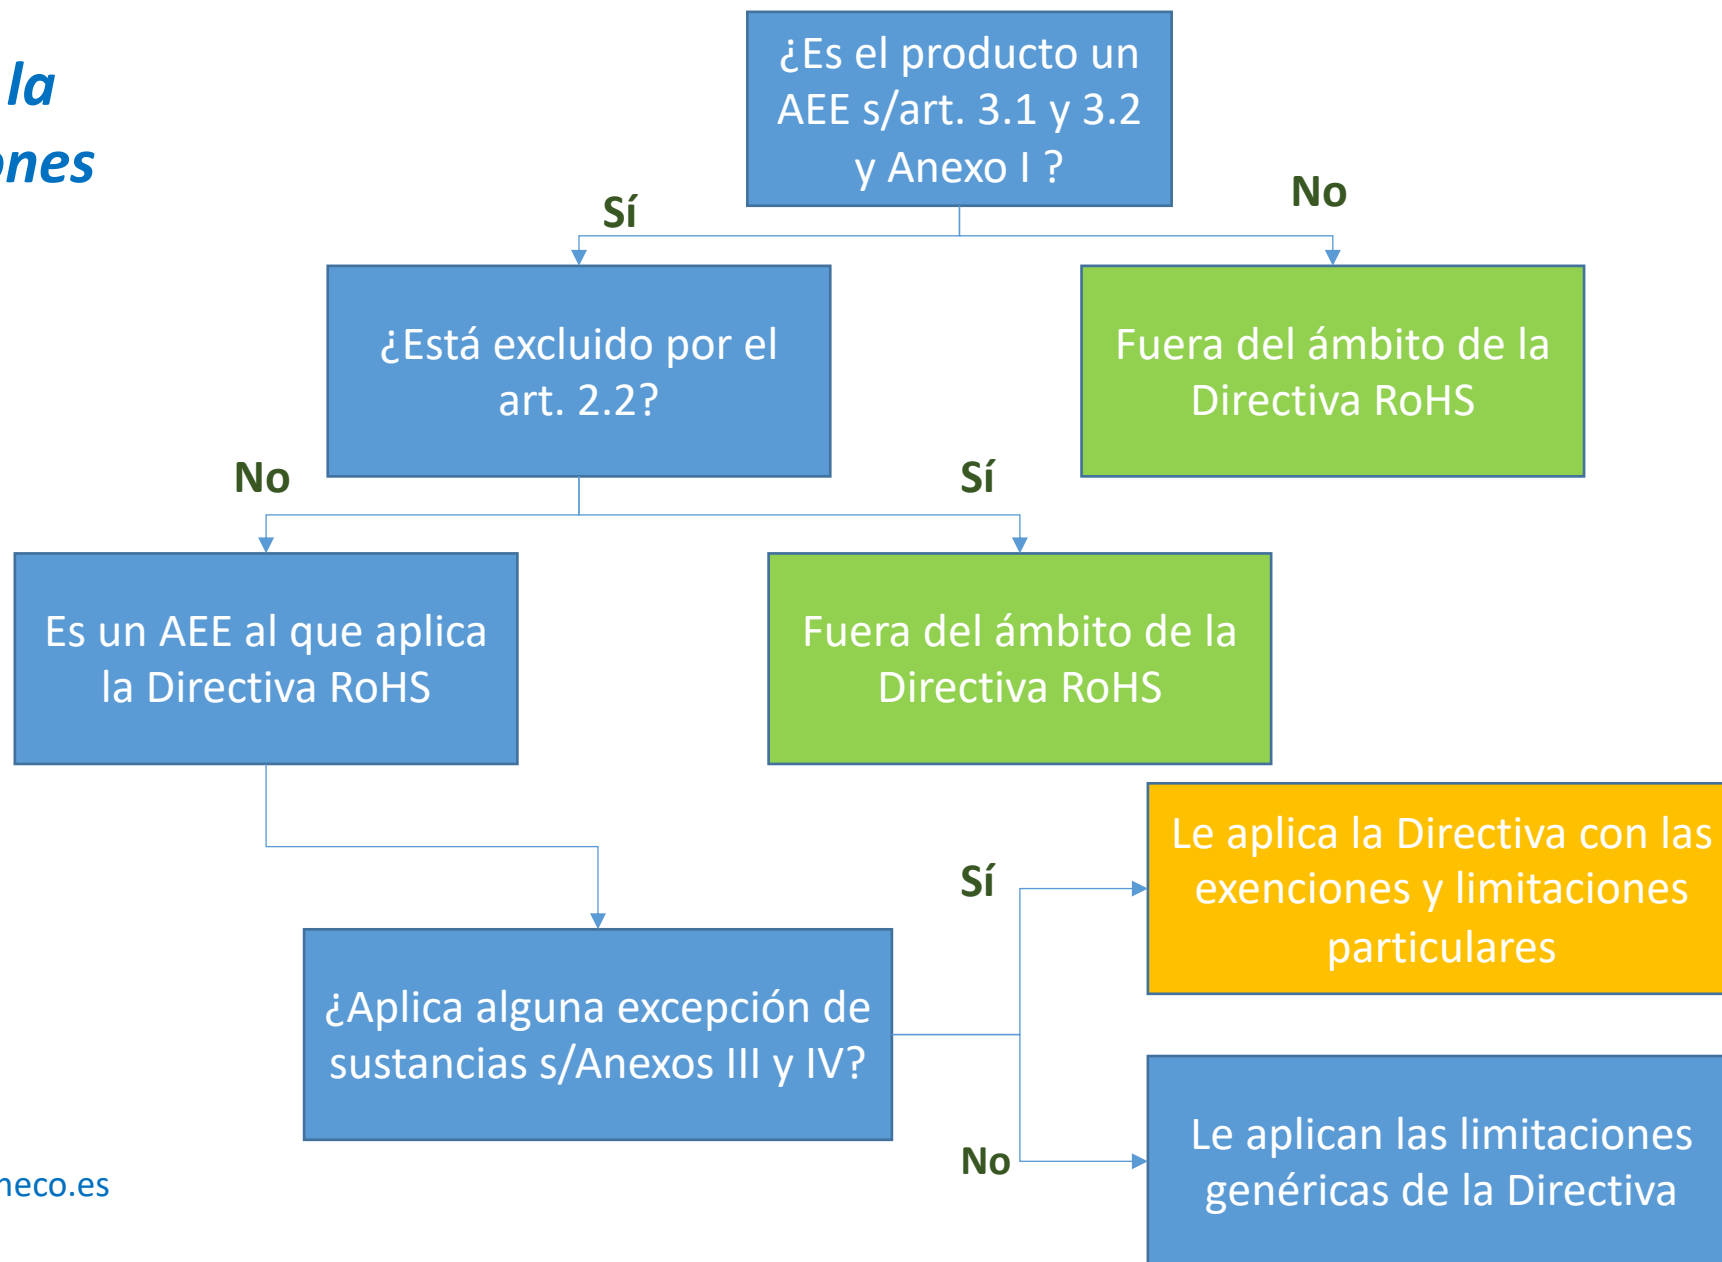 la
ones
¿Es el producto un
AEE s/art. 3.1 y 3.2
y Anexo I ?
Sí
No
¿Está excluido por el
art. 2.2?
Fuera del ámbito de la
Directiva RoHS
No
Sí
Es un AEE al que aplica
la Directiva RoHS
Fuera del ámbito de la
Directiva RoHS
Le aplica la Directiva con las
exenciones y limitaciones
particulares
Sí
¿Aplica alguna excepción de
sustancias s/Anexos III y IV?
No
Le aplican las limitaciones
genéricas de la Directiva
neco.es